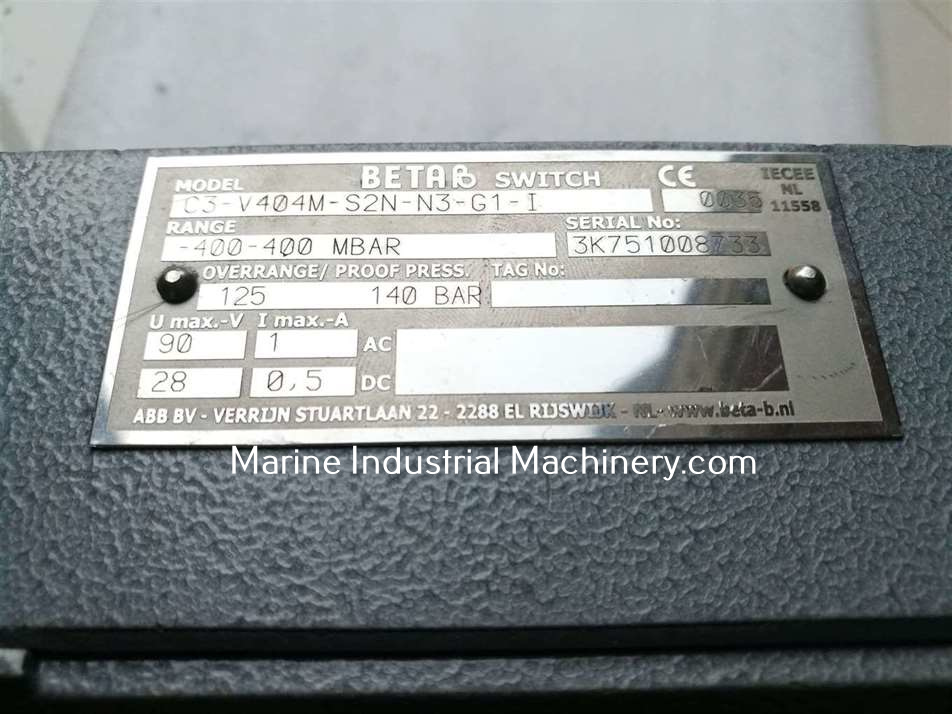 BETA B SWITCH CE IECEE
MODEL NL
C3-V404M-S2N-N3-G1-I 0035 11558
RANGE SERIAL No:
-400-400 MBAR 3K751008733
OVERRANGE/ PROOF PRESS. TAG No:
125 140 BAR
U max.-V I max.-A
90 1 AC
28 0,5 DC
ABB BV - VERRIJN STUARTLAAN 22 - 2288 EL RIJSWIJK - NL- www.beta-b.nl
Marine Industrial Machinery.com